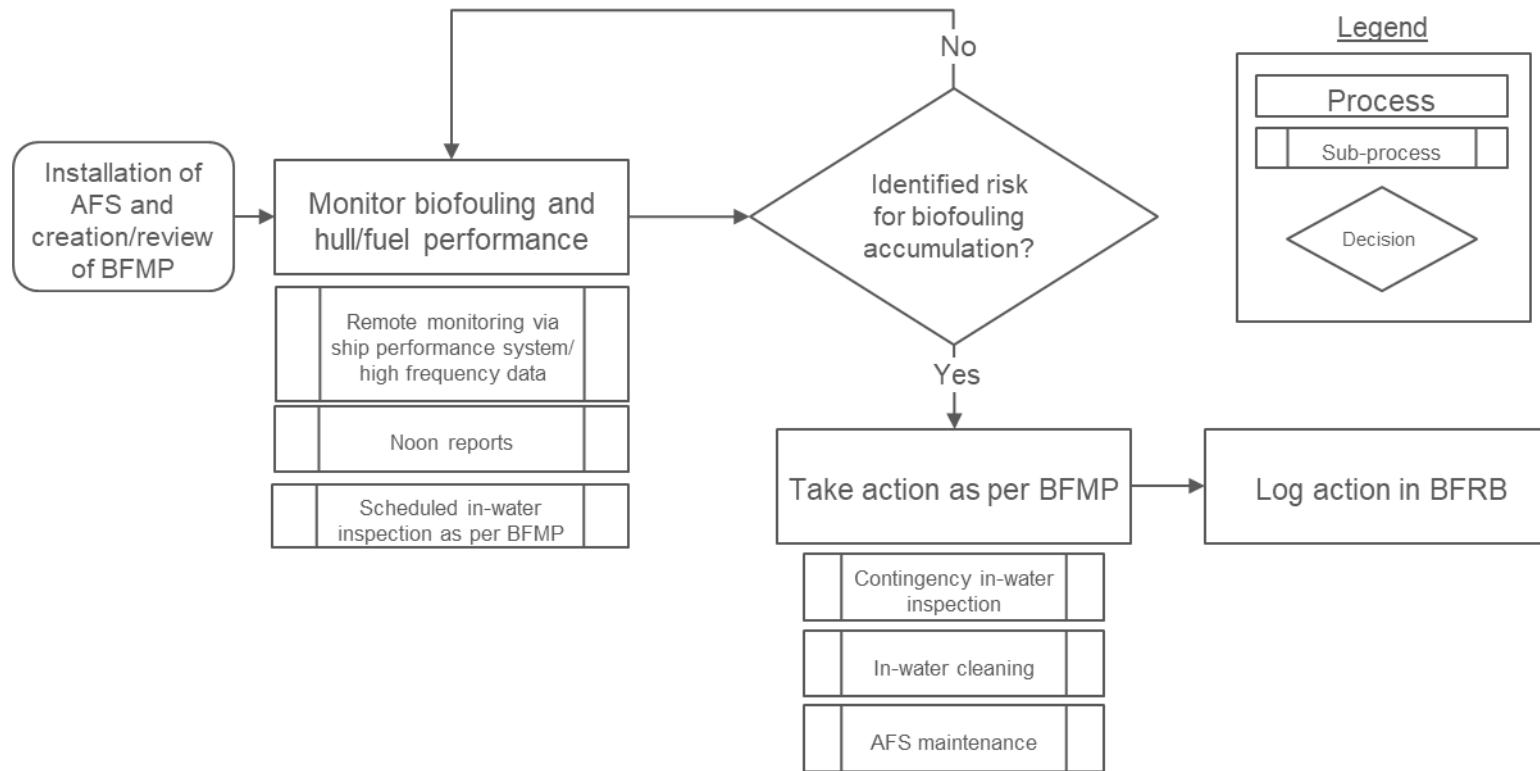 Installation of
AFS and
creation/review
of BFMP
Monitor biofouling and
hull/fuel performance
Remote monitoring via
ship performance system/
high frequency data
Noon reports
Scheduled in-water
inspection as per BFMP
No
Identified risk
for biofouling
accumulation?
Yes
Take action as per BFMP
Contingency in-water
inspection
In-water cleaning
AFS maintenance
Log action in BFRB
Legend
Process
Sub-process
Decision